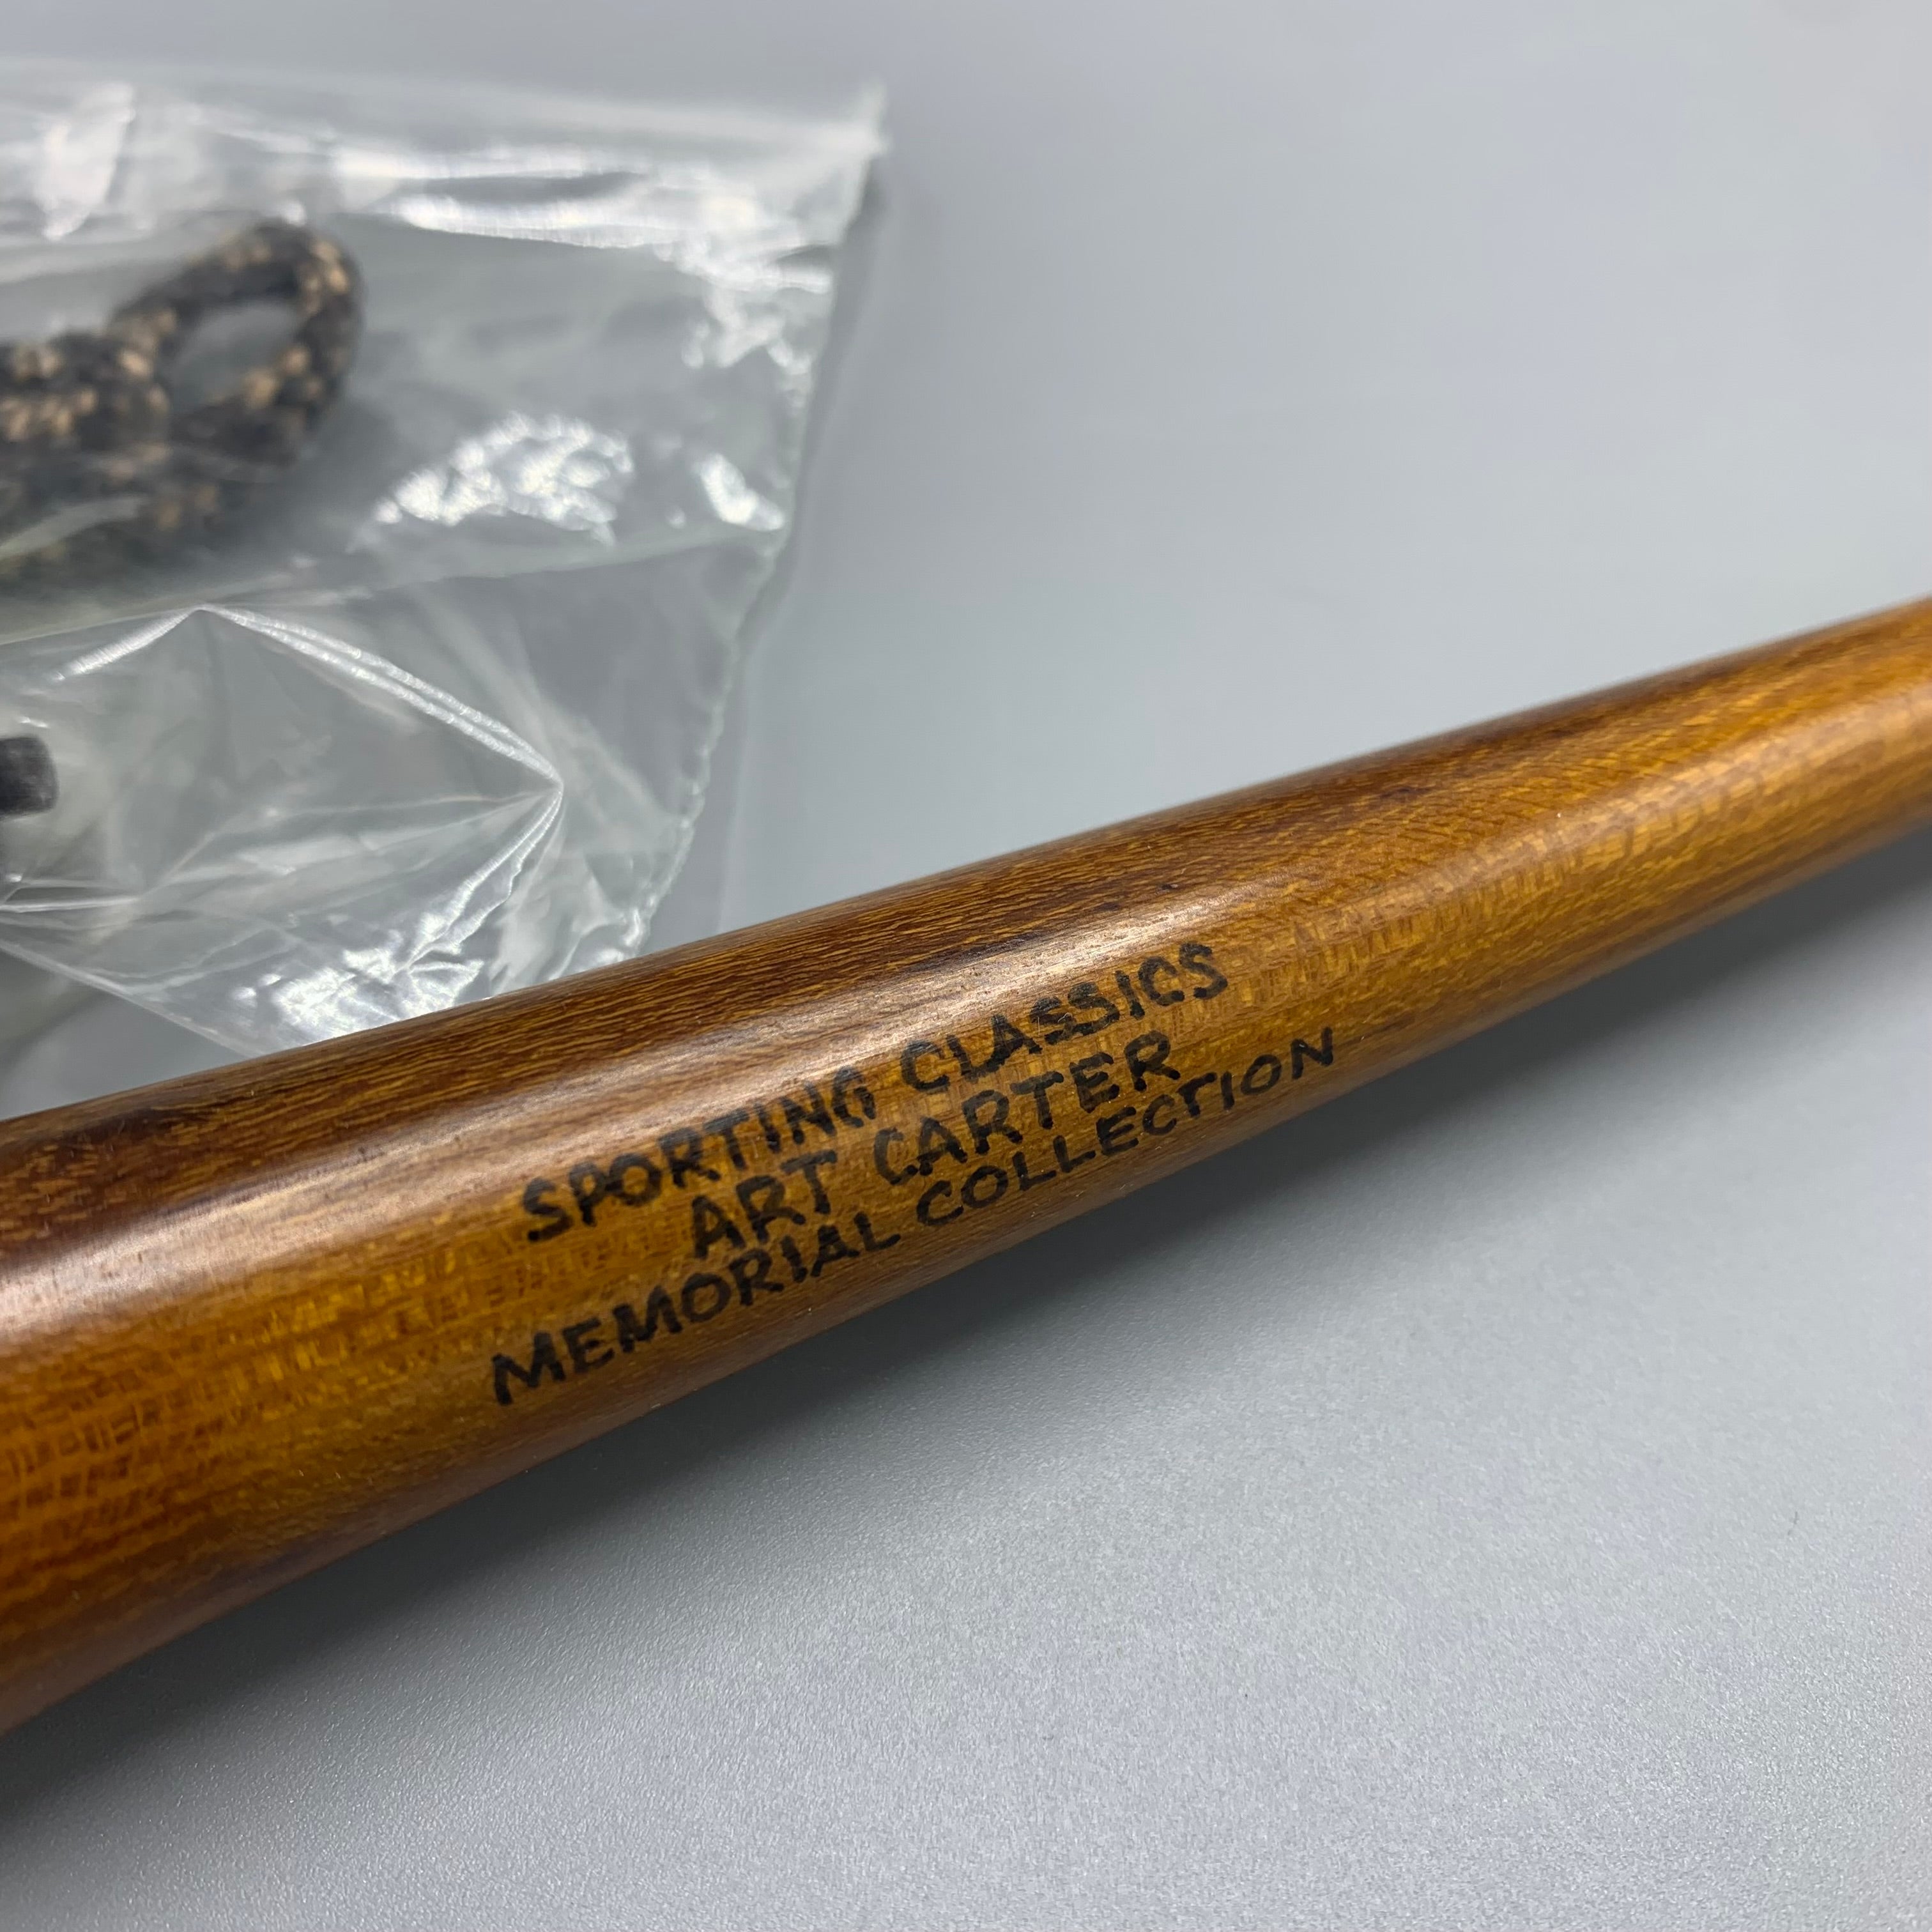 SPORTING CLASSICS
ART CARTER
MEMORIAL COLLECTION